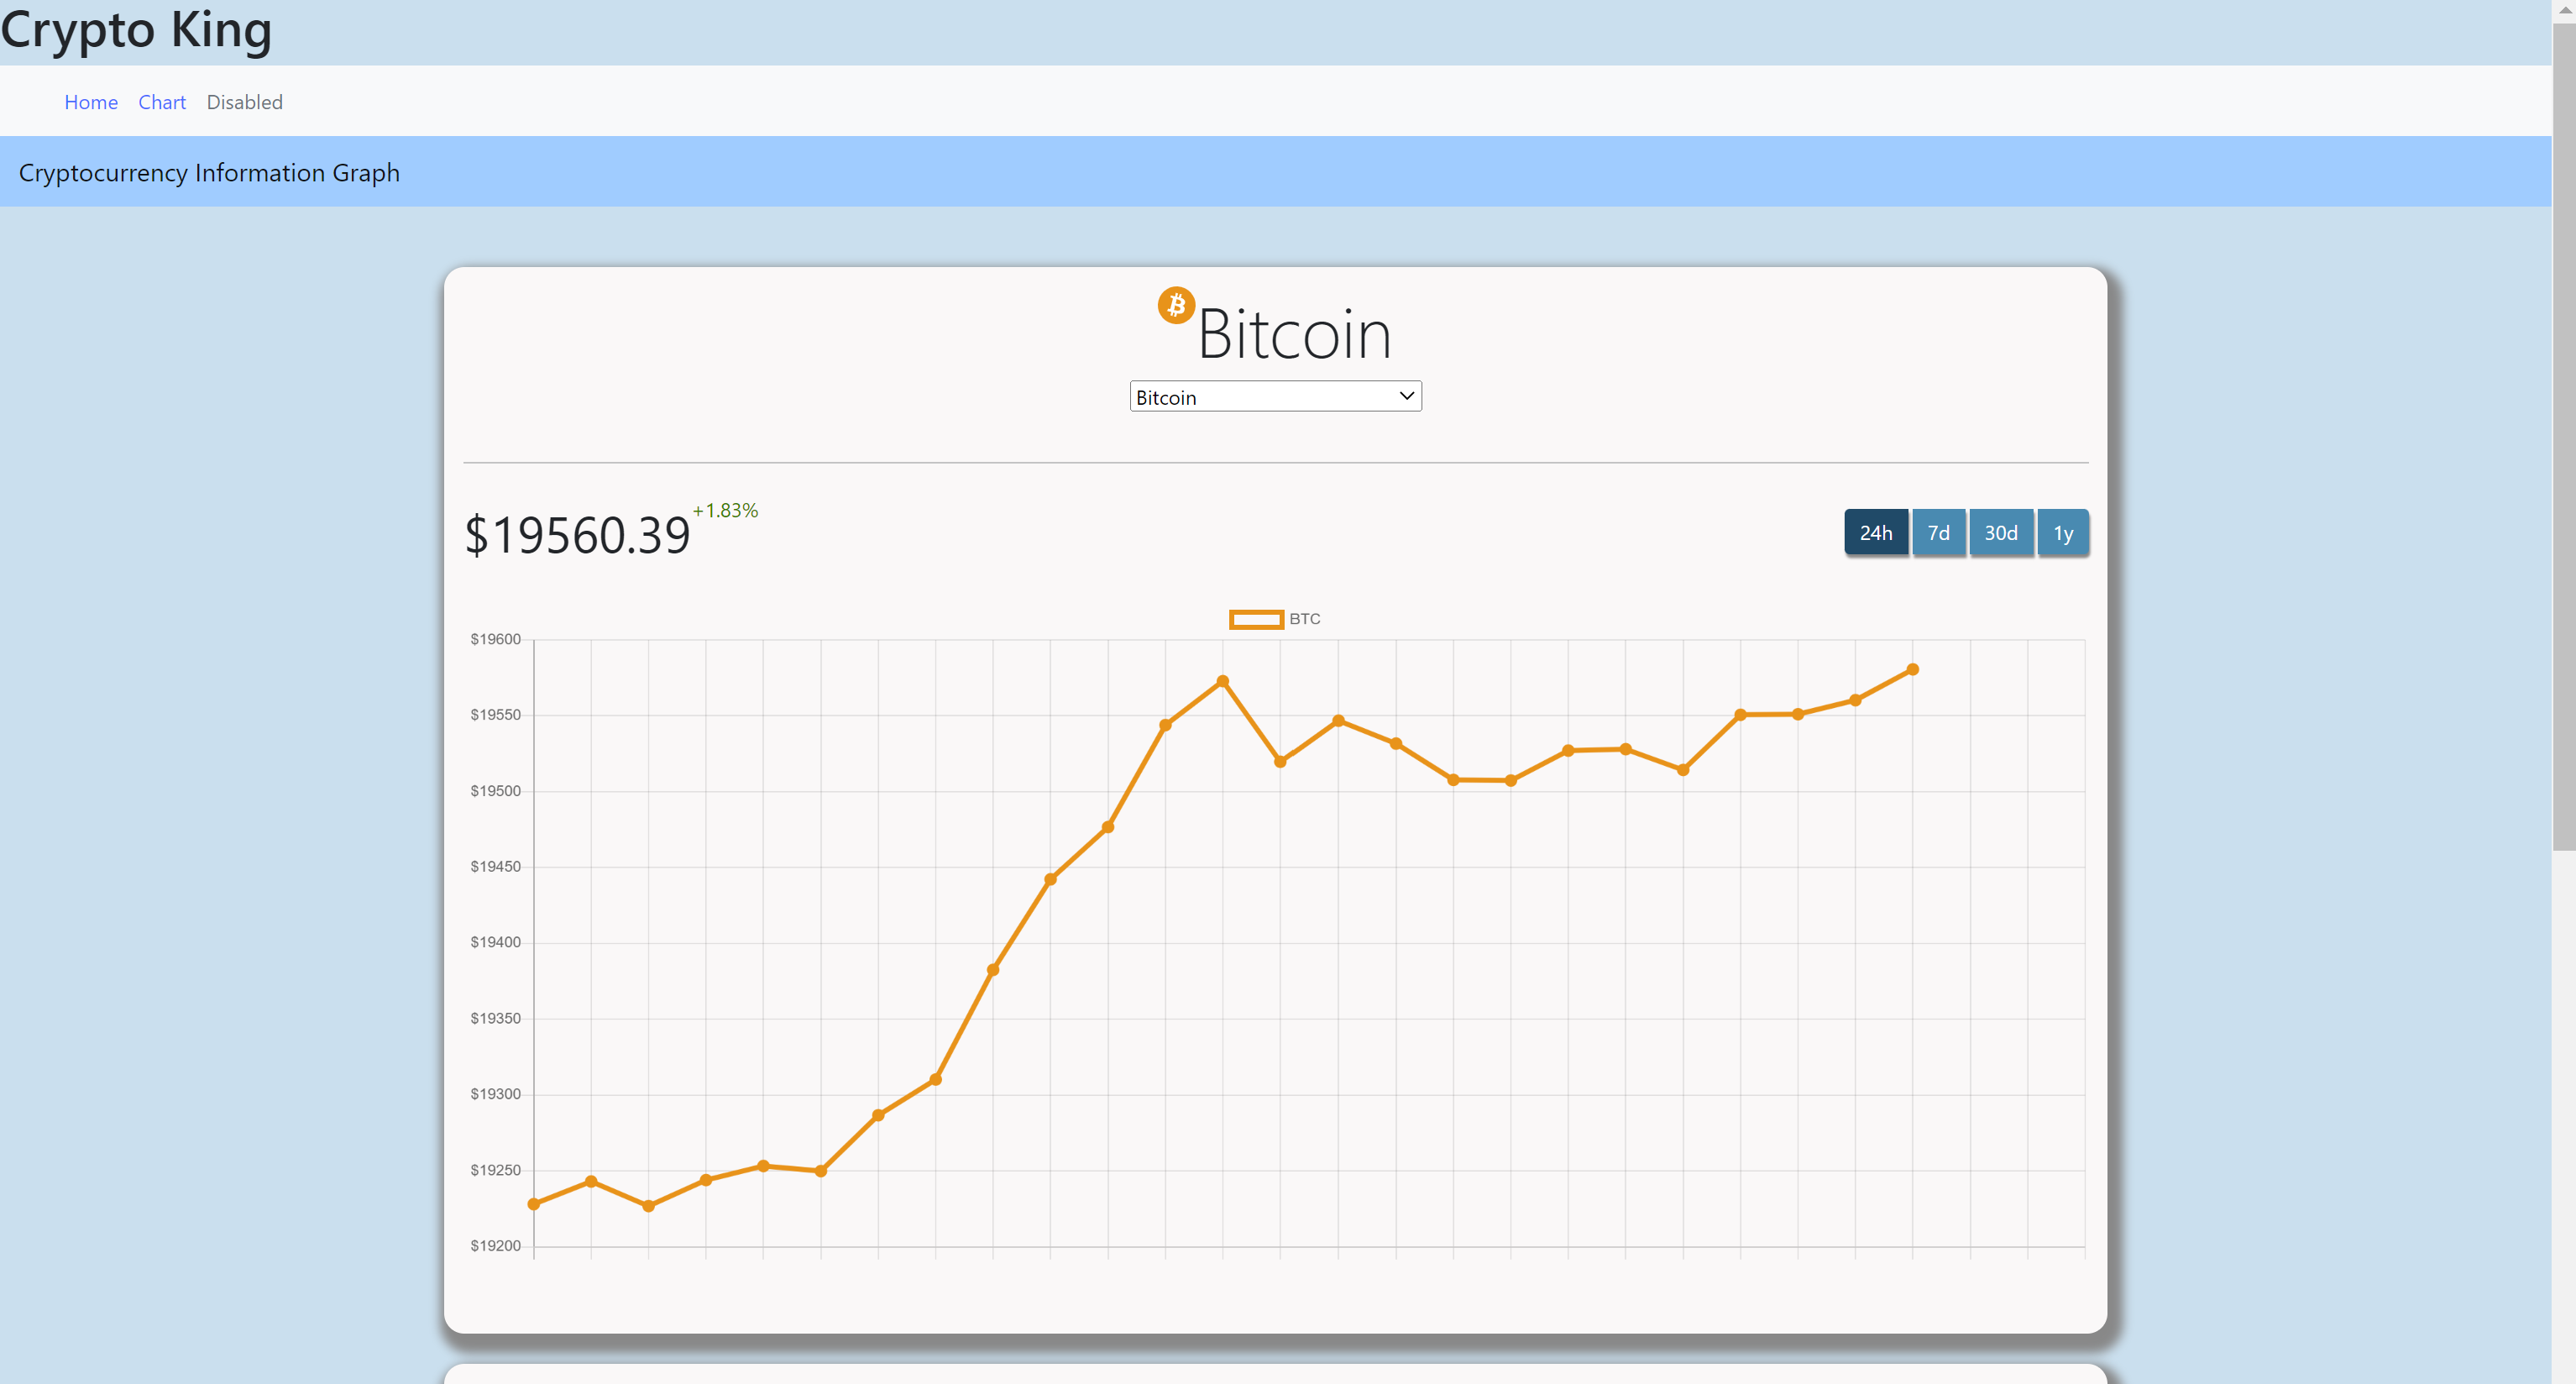 Crypto King
Home Chart Disabled
Cryptocurrency Information Graph
Bitcoin
Bitcoin
$19560.39 +1.83%
24h 7d 30d 1y
BTC
$19600
$19550
$19500
$19450
$19400
$19350
$19300
$19250
$19200